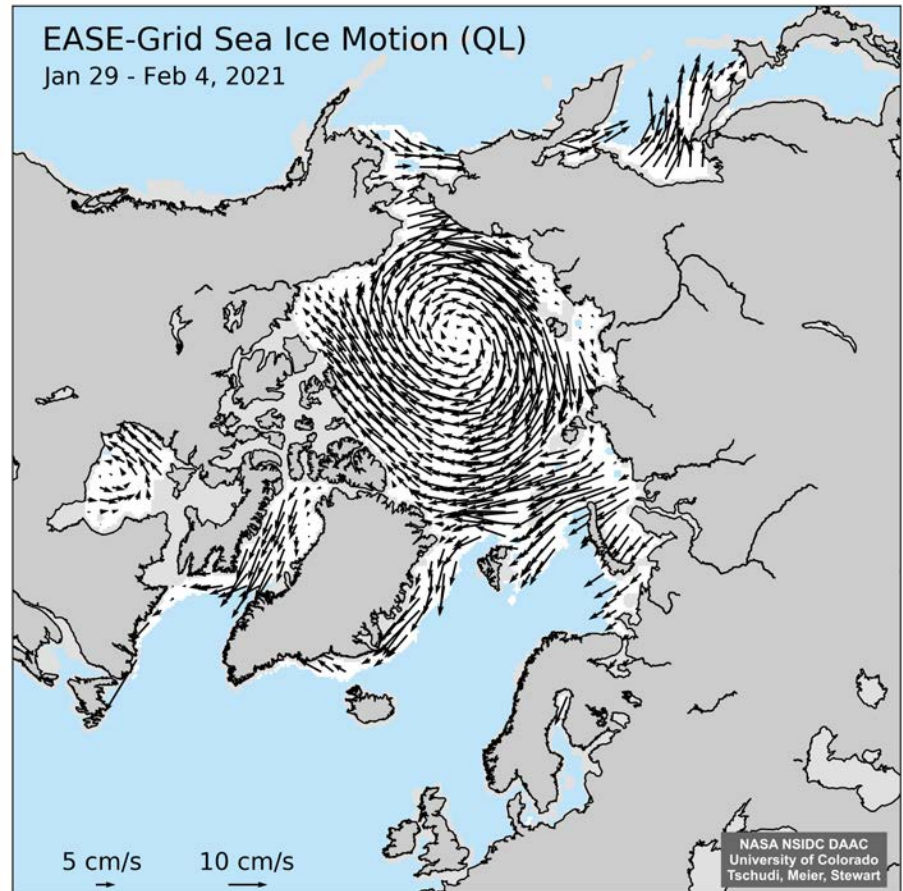 EASE-Grid Sea Ice Motion (QL)
Jan 29 - Feb 4, 2021
5 cm/s
10 cm/s
NASA NSIDC DAAC
University of Colorado
Tschudi, Meier, Stewart